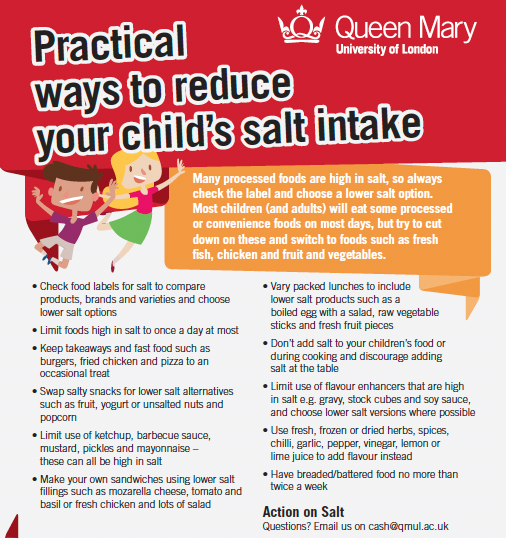 Queen Mary
University of London
Practical
ways to reduce
your child's salt intake
Many processed foods are high in salt, so always
check the label and choose a lower salt option.
Most children (and adults) will eat some processed
or convenience foods on most days, but try to cut
down on these and switch to foods such as fresh
fish, chicken and fruit and vegetables.
• Check food labels for salt to compare
products, brands and varieties and choose
lower salt options
• Limit foods high in salt to once a day at most
• Keep takeaways and fast food such as
burgers, fried chicken and pizza to an
occasional treat
• Swap salty snacks for lower salt alternatives
such as fruit, yogurt or unsalted nuts and
popcorn
• Limit use of ketchup, barbecue sauce,
mustard, pickles and mayonnaise –
these can all be high in salt
• Make your own sandwiches using lower salt
fillings such as mozarella cheese, tomato and
basil or fresh chicken and lots of salad
• Vary packed lunches to include
lower salt products such as a
boiled egg with a salad, raw vegetable
sticks and fresh fruit pieces
• Don't add salt to your children's food or
during cooking and discourage adding
salt at the table
• Limit use of flavour enhancers that are high
in salt e.g. gravy, stock cubes and soy sauce,
and choose lower salt versions where possible
• Use fresh, frozen or dried herbs, spices,
chilli, garlic, pepper, vinegar, lemon or
lime juice to add flavour instead
• Have breaded/battered food no more than
twice a week
Action on Salt
Questions? Email us on cash@qmul.ac.uk